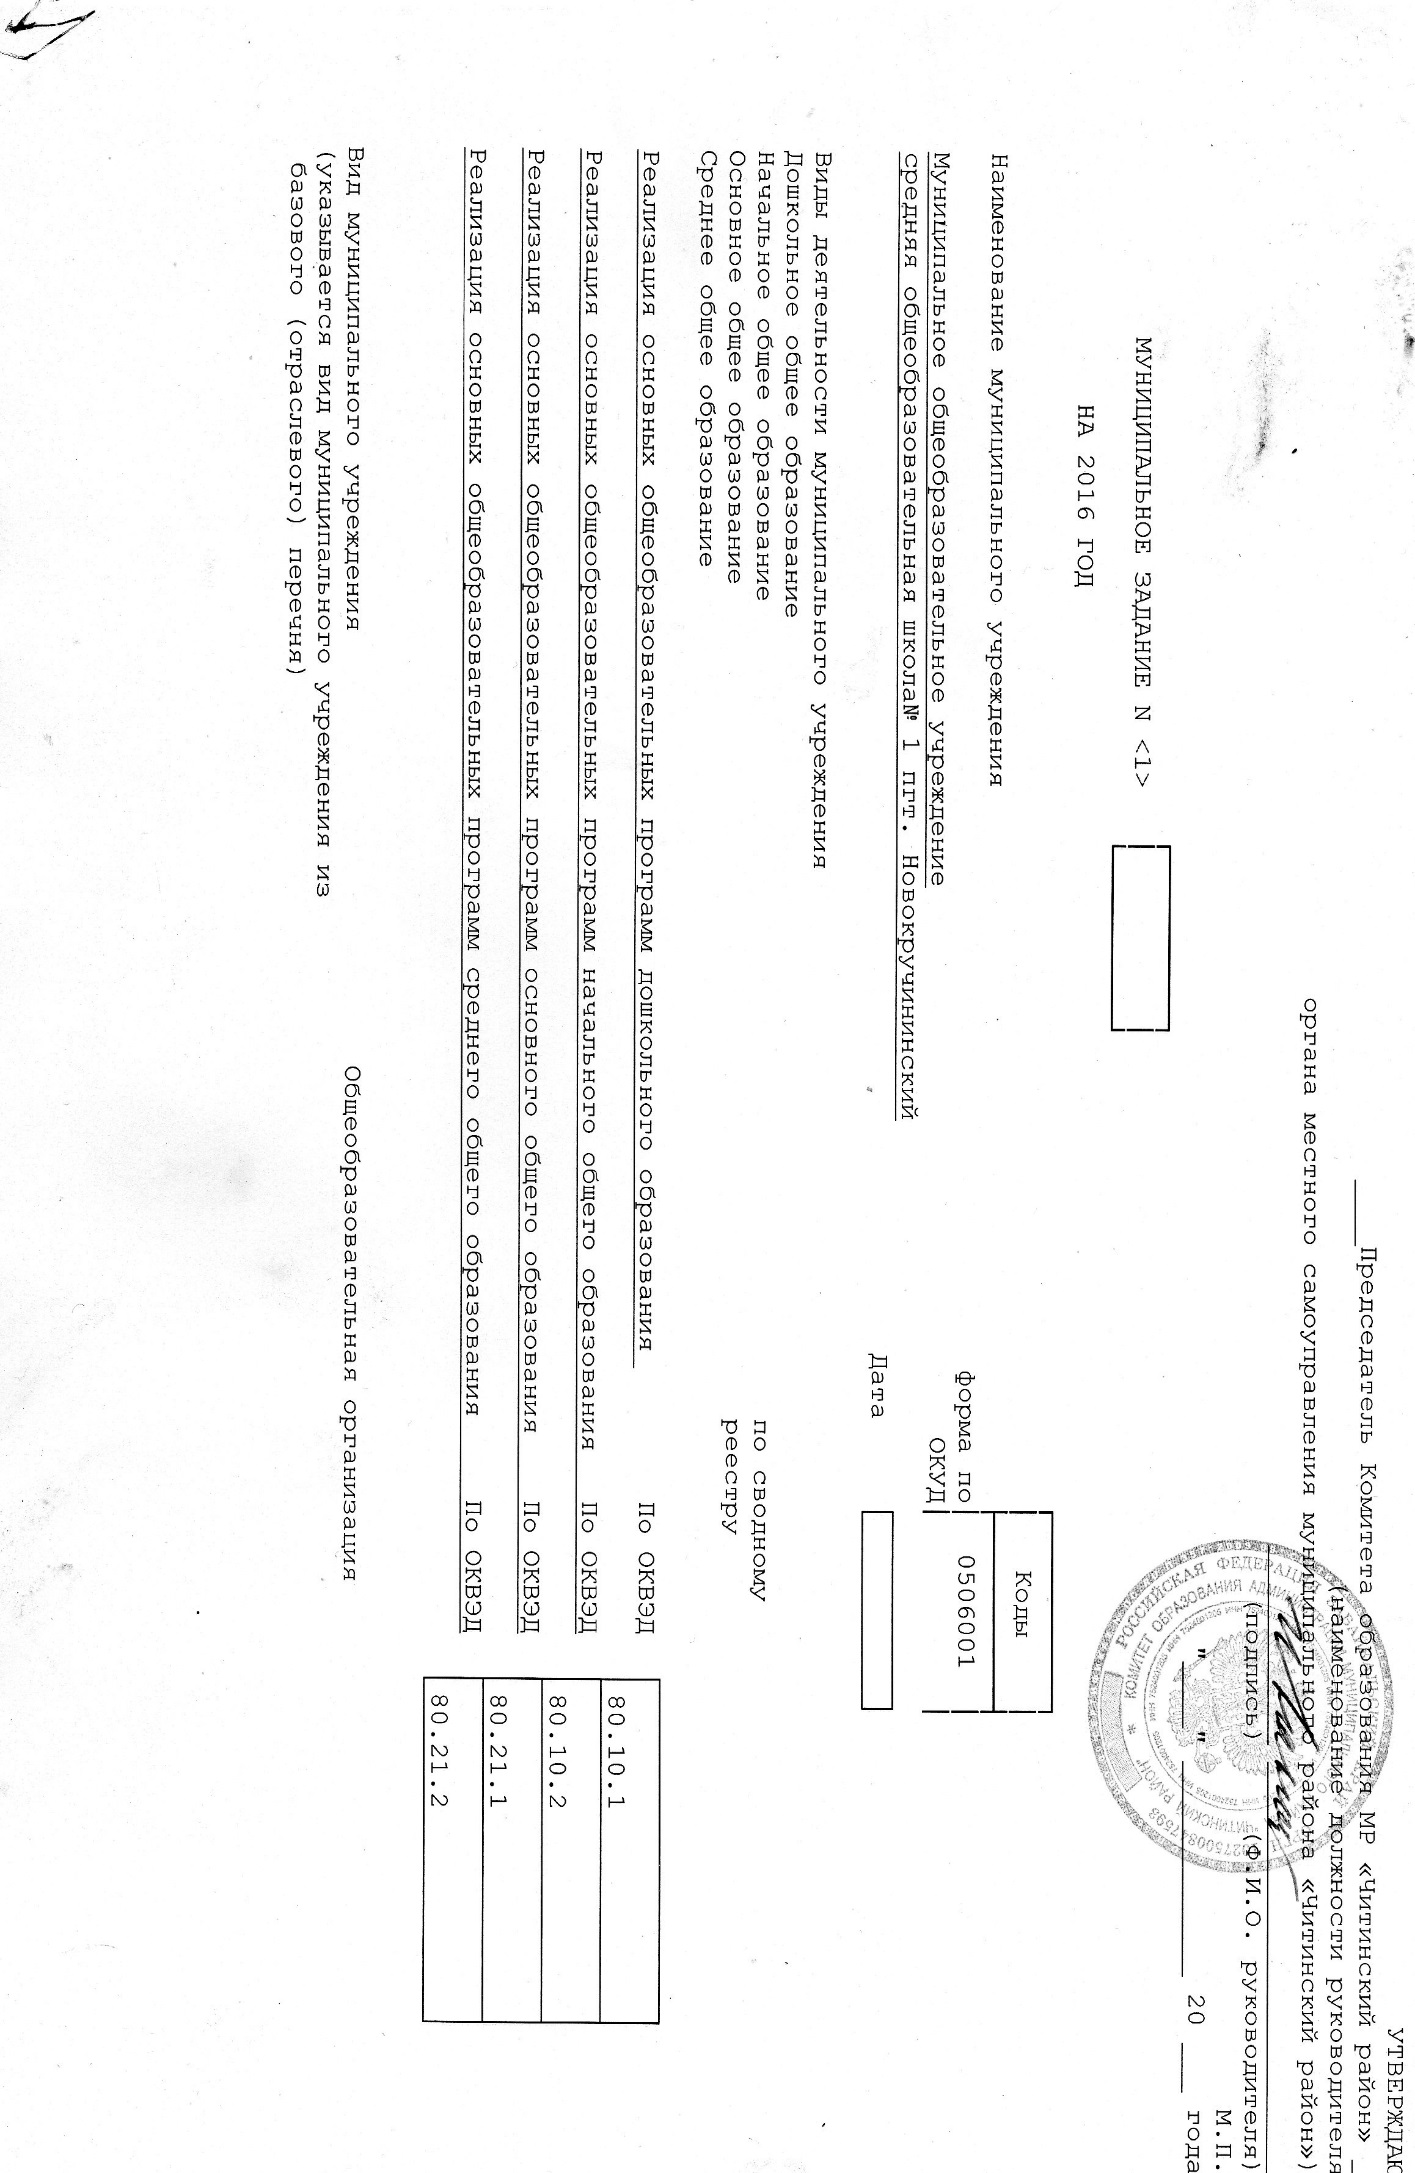 УТВЕРЖДАЮ
Председатель Комитета образования МР «Читинский район»
(наименование должности руководителя
органа местного самоуправления муниципального района «Читинский район»)
(подпись) (Ф.И.О. руководителя)
М.П.
" " 20 года
МУНИЦИПАЛЬНОЕ ЗАДАНИЕ N <1>
НА 2016 ГОД
Коды
Наименование муниципального учреждения
форма по ОКУД
0506001
Муниципальное общеобразовательное учреждение
средняя общеобразовательная школа№ 1 пгт. Новокручининский
Дата
Виды деятельности муниципального учреждения
Дошкольное общее образование
Начальное общее образование
Основное общее образование
Среднее общее образование
по сводному
реестру
Реализация основных общеобразовательных программ дошкольного образования По ОКВЭД 80.10.1
Реализация основных общеобразовательных программ начального общего образования По ОКВЭД 80.10.2
Реализация основных общеобразовательных программ основного общего образования По ОКВЭД 80.21.1
Реализация основных общеобразовательных программ среднего общего образования По ОКВЭД 80.21.2
Вид муниципального учреждения Общеобразовательная организация
(указывается вид муниципального учреждения из
базового (отраслевого) перечня)
РОССИЙСКАЯ ФЕДЕРАЦИЯ
КОМИТЕТ ОБРАЗОВАНИЯ
ЧИТИНСКИЙ РАЙОН